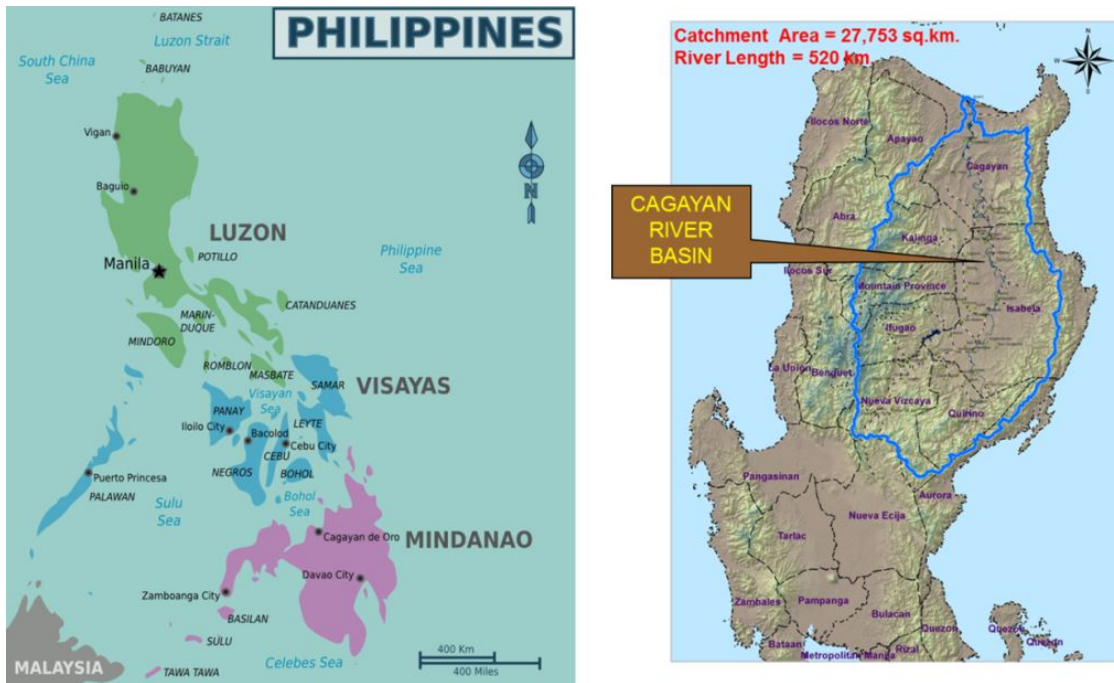 PHILIPPINES
BATANES
Luzon Strait
South China
Sea
BABUYAN
Vigan
Baguio
N
LUZON
POTILLO
Manila
Philippine
Sea
CATANDUANES
MARIN-
DUQUE
MINDORO
ROMBLON
MASBATE
VISAYAS
SAMAR
Visayan
Sea
PANAY
LEYTE
Iloilo City
Bacolod
Cebu City
CEBU
NEGROS
BOHOL
Puerto Princesa
PALAWAN
Sulu
Sea
Bohol
Sea
Cagayan de Oro
MINDANAO
Davao City
Zamboanga City
BASILAN
SULU
Celebes Sea
400 Km
400 Miles
MALAYSIA
TAWA TAWA
Catchment Area = 27,753 sq.km.
River Length = 520 km.
N
W
E
S
Ilocos Norte
Apayao
Cagayan
CAGAYAN
RIVER
BASIN
Abra
Kalinga
Ilocos Sur
Mountain Province
Isabela
Ifugao
La Union
Benguet
Nueva Vizcaya
Quirino
Pangasinan
Aurora
Nueva Ecija
Tarlac
Zambales
Pampanga
Bulacan
Quezon
Quezon
Quezon
Bataan
Rizal
Metropolitan Manila